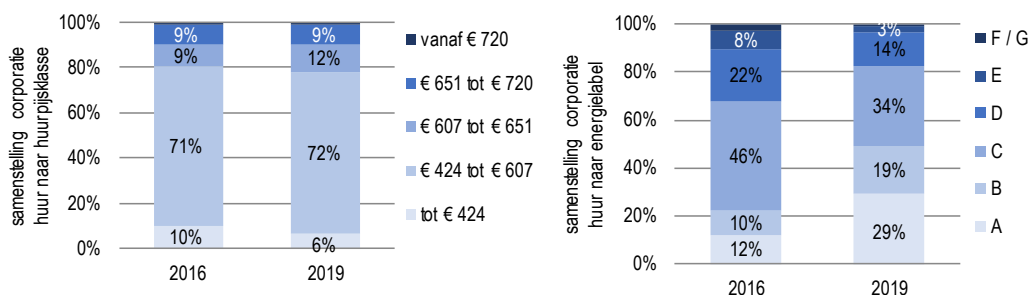 samenstelling corporatie
huur naar huurpijsklasse
100%
80%
60%
40%
20%
0%
9%
9%
71%
10%
9%
12%
72%
6%
2016
2019
vanaf € 720
€ 651 tot € 720
€ 607 tot € 651
€ 424 tot € 607
tot € 424
samenstelling corporatie
huur naar energielabel
100%
80%
60%
40%
20%
0%
8%
22%
46%
10%
12%
3%
14%
34%
19%
29%
2016
2019
F / G
E
D
C
B
A